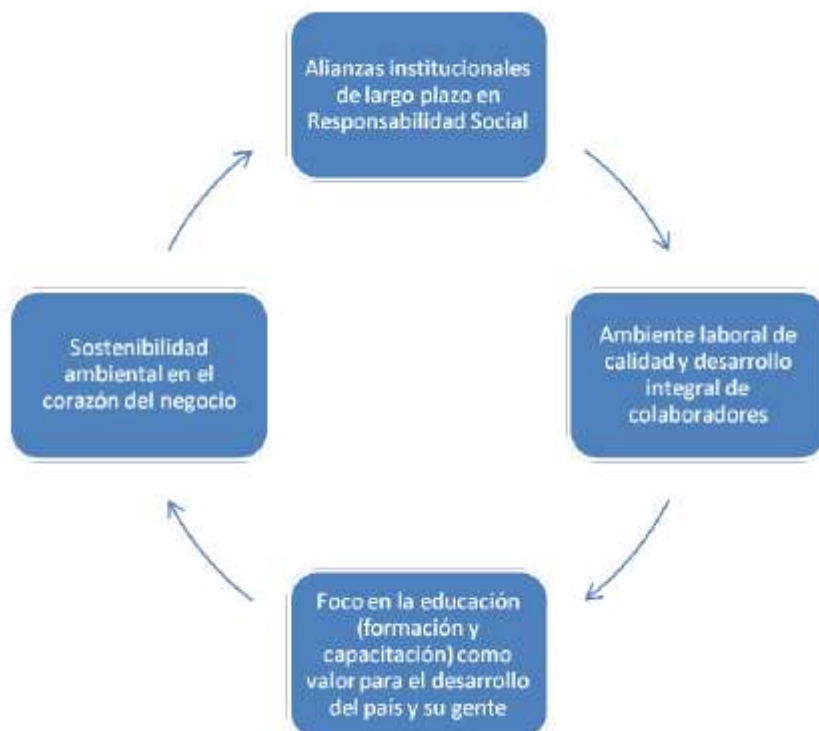 Alianzas institucionales
de largo plazo en
Responsabilidad Social
Ambiente laboral de
calidad y desarrollo
integral de
colaboradores
Foco en la educación
(formación y
capacitación) como
valor para el desarrollo
del país y su gente
Sostenibilidad
ambiental en el
corazón del negocio